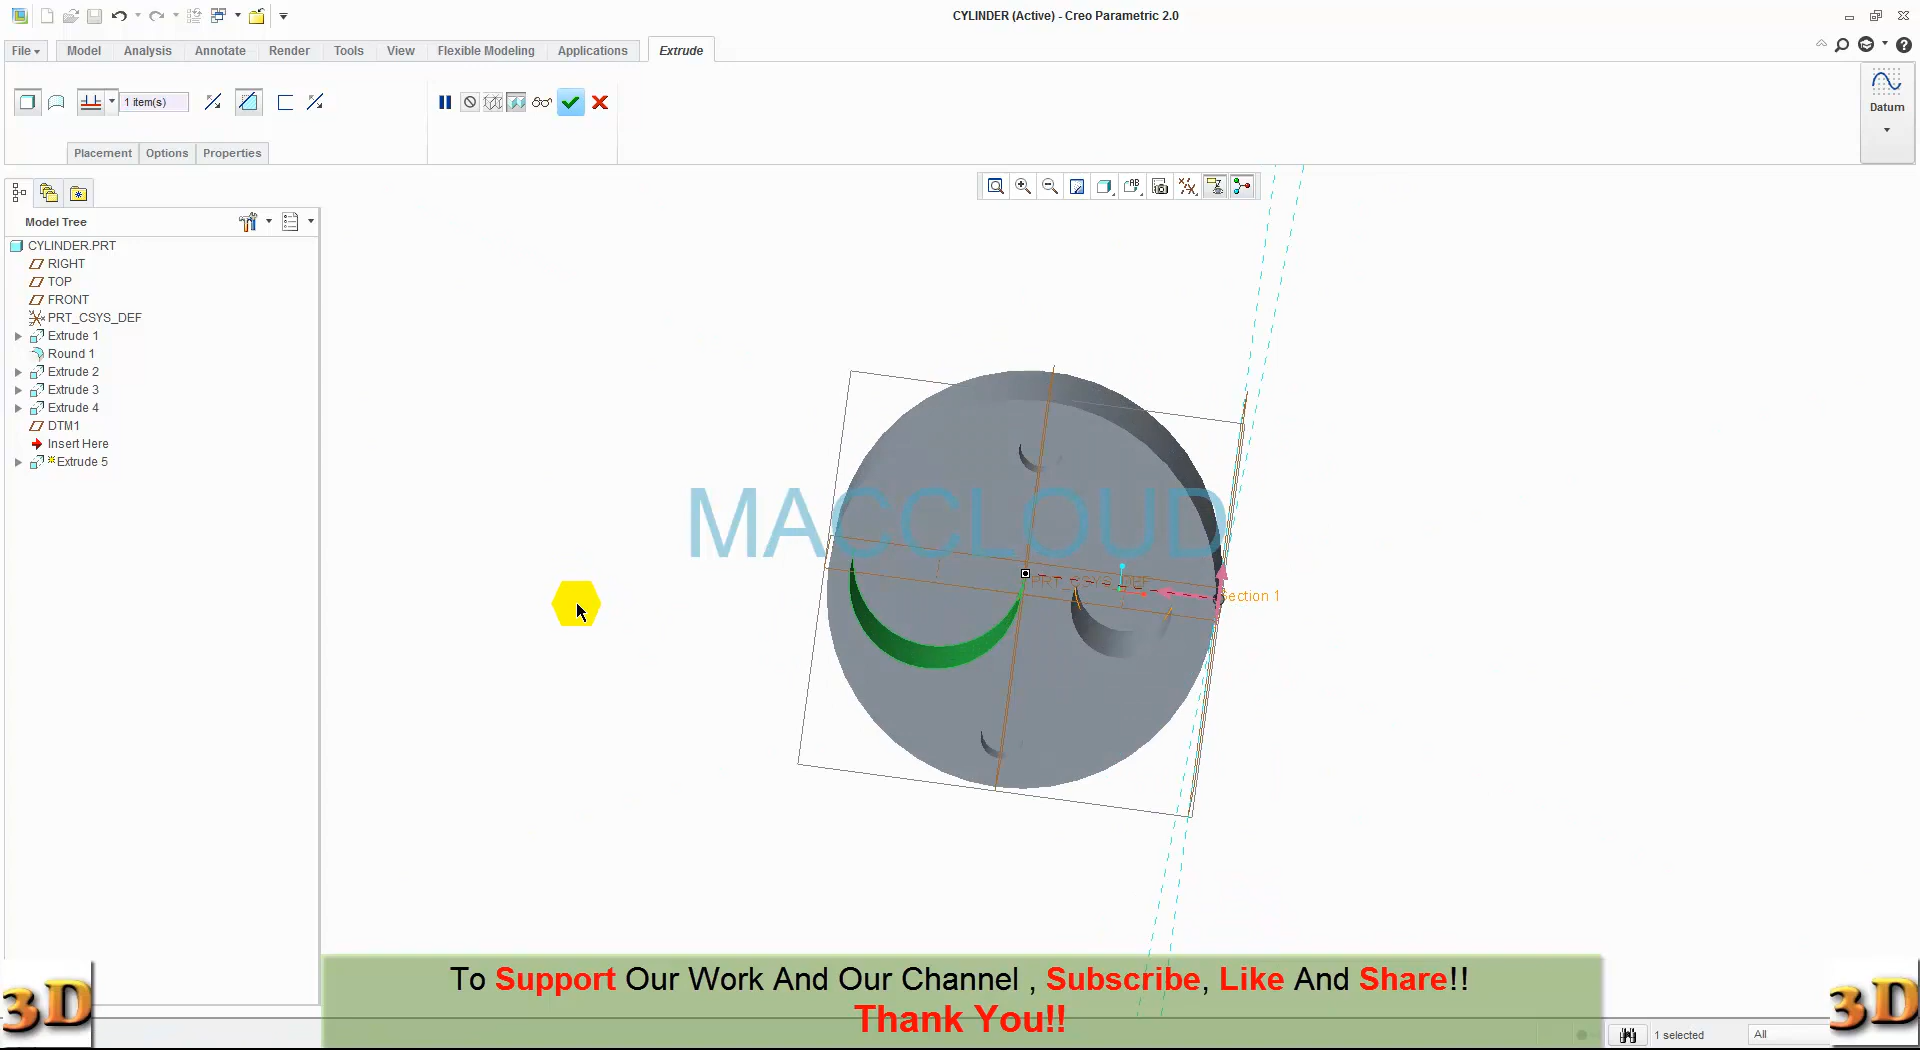 CYLINDER (Active) - Creo Parametric 2.0
File
Model
Analysis
Annotate
Render
Tools
View
Flexible Modeling
Applications
Extrude
1 item(s)
Datum
Placement
Options
Properties
Model Tree
CYLINDER.PRT
RIGHT
TOP
FRONT
PRT_CSYS_DEF
Extrude 1
Round 1
Extrude 2
Extrude 3
Extrude 4
DTM1
Insert Here
Extrude 5
MACCLOUD
PRT_CSYS_DEF
Section 1
To Support Our Work And Our Channel , Subscribe, Like And Share!!
Thank You!!
3D
3D
1 selected
All